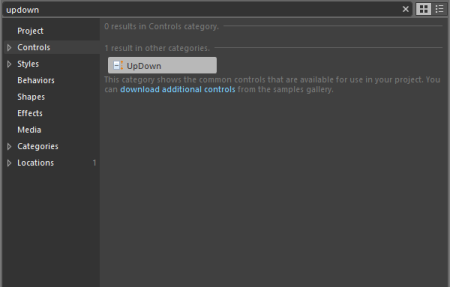 updown
Project
Controls
Styles
Behaviors
Shapes
Effects
Media
Categories
Locations 1
0 results in Controls category.
1 result in other categories.
UpDown
This category shows the common controls that are available for use in your project. You
can download additional controls from the samples gallery.